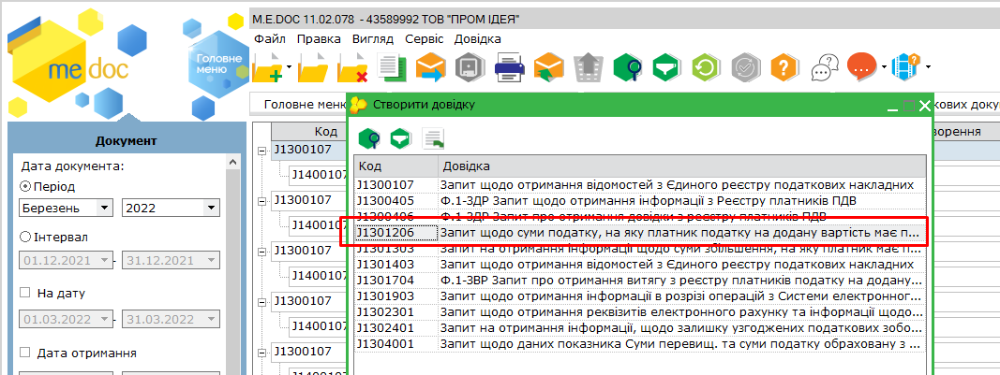 me doc
Головне меню
M.E.DOC 11.02.078 - 43589992 ТОВ "ПРОМ ІДЕЯ"
Файл Правка Вигляд Сервіс Довідка
Головне меню
кових доку
Документ
Дата документа:
Період
Березень 2022
Інтервал
01.12.2021 - 31.12.2021
На дату
01.03.2022 - 31.03.2022
Дата отримання
Код
ворення
J1300107
J1400107
J1300107
J1400107
J1300107
J1400107
J1300107
J1400107
J1300107
Створити довідку
Код Довідка
J1300107 Запит щодо отримання відомостей з Єдиного реєстру податкових накладних
J1300405 Ф.1-ЗДР Запит щодо отримання інформації з Реєстру платників ПДВ
J1300406 Ф.1-ЗДР Запит про отримання довідки з реєстру платників ПДВ
J1301206 Запит щодо суми податку, на яку платник податку на додану вартість має п...
J1301303 Запит на отримання інформації щодо суми збільшення, на яку платник має п...
J1301403 Запит щодо отримання відомостей з Єдиного реєстру податкових накладних
J1301704 Ф.1-ЗВР Запит про отримання витягу з реєстру платників податку на додану...
J1301903 Запит щодо отримання інформації в розрізі операцій з Системи електронног...
J1302301 Запит щодо отримання реквізитів електронного рахунку та інформації щодо...
J1302401 Запит на отримання інформації, щодо залишку узгоджених податкових зобо...
J1304001 Запит щодо даних показника Суми перевищ. та суми податку обраховану з ...